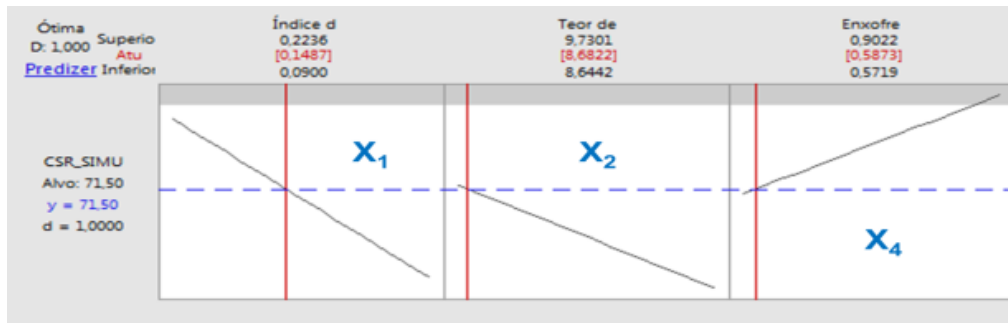 Ótima
D: 1,000
Predizer
Superio
Atu
Inferior
Índice d
0,2236
[0,1487]
0,0900
Teor de
9,7301
[8,6822]
8,6442
Enxofre
0,9022
[0,5873]
0,5719
CSR_SIMU
Alvo: 71,50
y = 71,50
d = 1,0000
X1
X2
X4